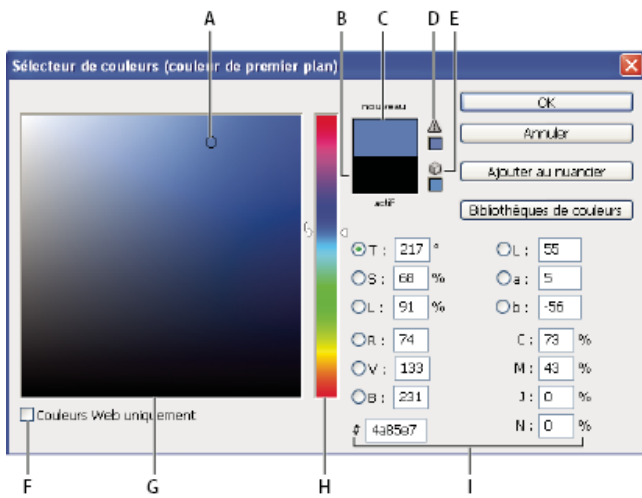 A B C D E
Sélecteur de couleurs (couleur de premier plan)
nouveau
OK
Annuler
Ajouter au nuancier
actif
Bibliothèques de couleurs
T : 217 ° L : 55
S : 68 % a : 5
L : 91 % b : -56
R : 74 C : 73 %
V : 133 M : 43 %
B : 231 J : 0 %
# 4a85e7 N : 0 %
Couleurs Web uniquement
F G H I